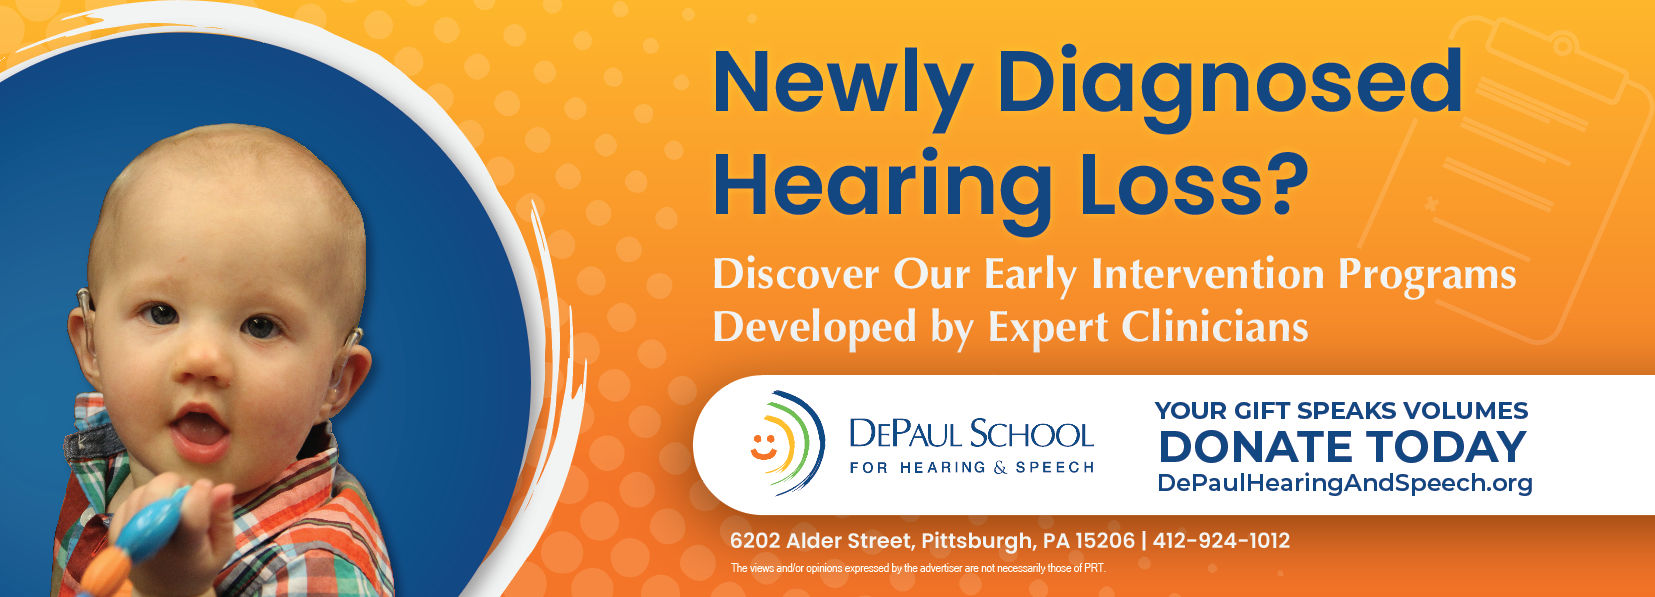 Newly Diagnosed
Hearing Loss?
Discover Our Early Intervention Programs
Developed by Expert Clinicians
DEPAUL SCHOOL
FOR HEARING & SPEECH
YOUR GIFT SPEAKS VOLUMES
DONATE TODAY
DePaulHearingAndSpeech.org
6202 Alder Street, Pittsburgh, PA 15206 | 412-924-1012
The views and/or opinions expressed by the advertiser are not necessarily those of PRT.